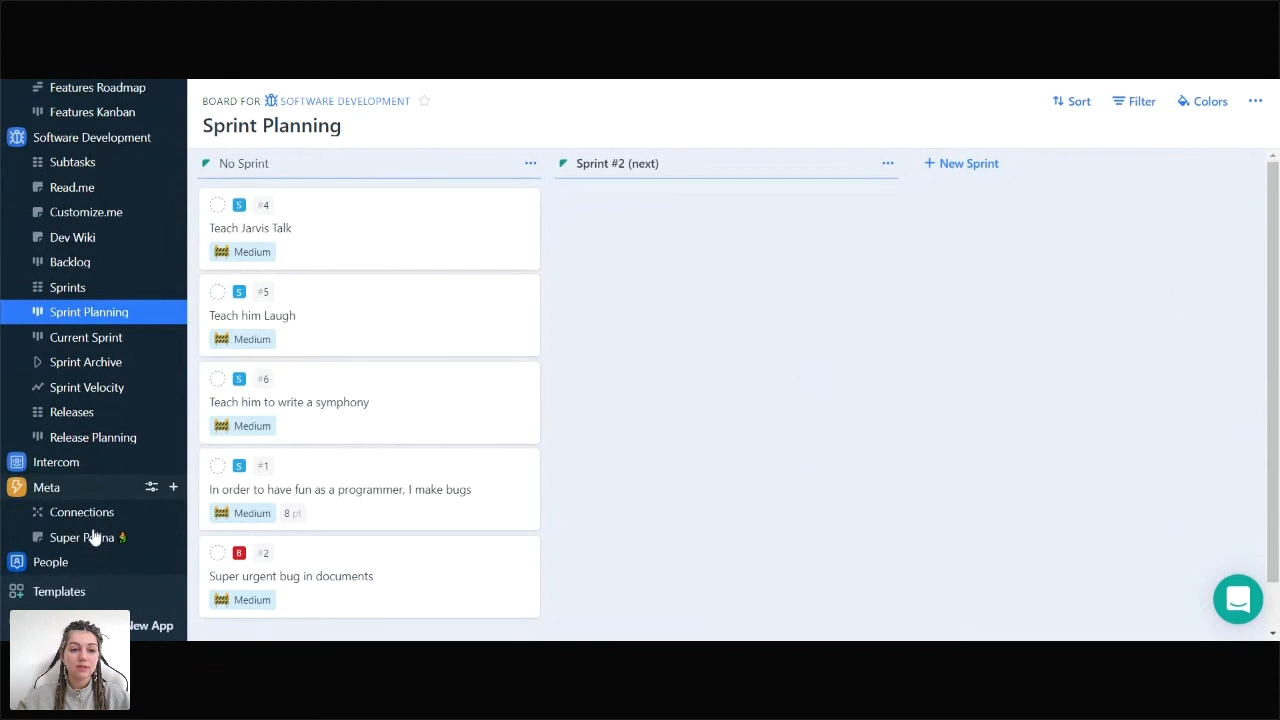 Features Roadmap
Features Kanban
Software Development
Subtasks
Read.me
Customize.me
Dev Wiki
Backlog
Sprints
Sprint Planning
Current Sprint
Sprint Archive
Sprint Velocity
Releases
Release Planning
Intercom
Meta
Connections
Super
People
Templates
New App
BOARD FOR SOFTWARE DEVELOPMENT
Sprint Planning
Sort
Filter
Colors
No Sprint
S #4
Teach Jarvis Talk
Medium
S #5
Teach him Laugh
Medium
S #6
Teach him to write a symphony
Medium
S #1
In order to have fun as a programmer, I make bugs
Medium 8 pt
B #2
Super urgent bug in documents
Medium
Sprint #2 (next)
+ New Sprint